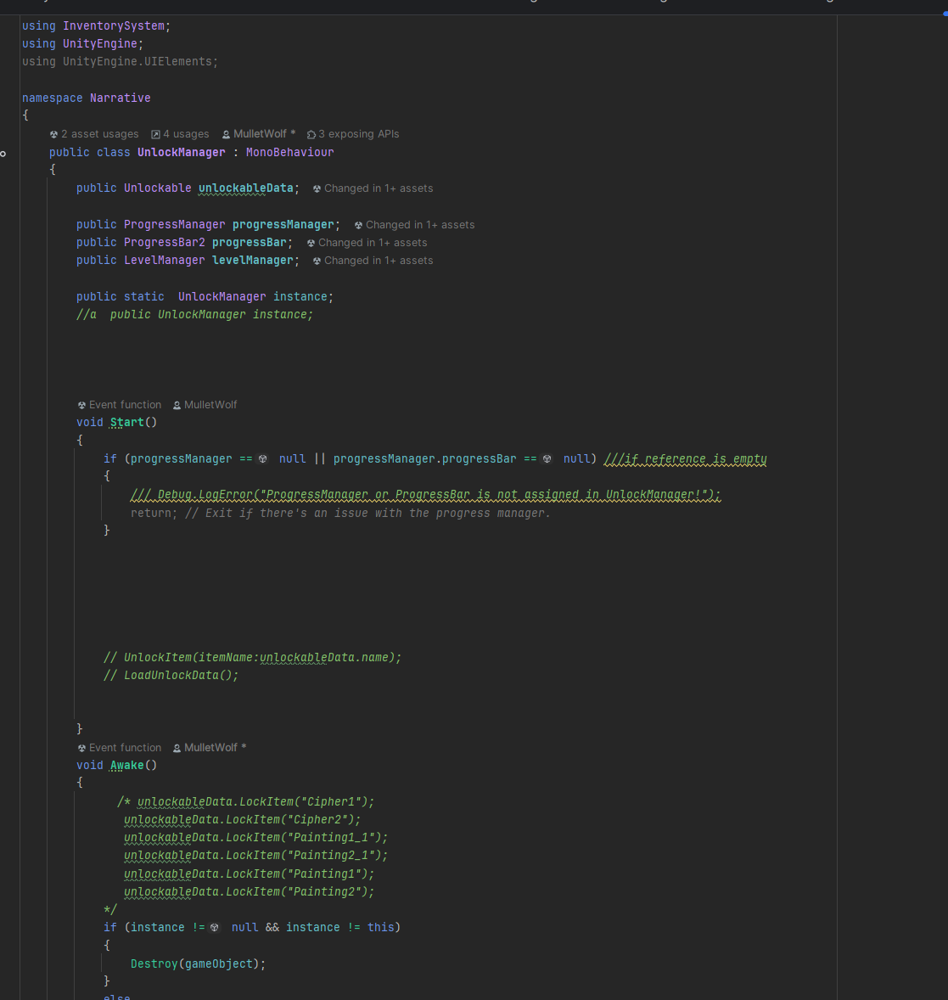 using InventorySystem;
using UnityEngine;
using UnityEngine.UIElements;
namespace Narrative
{
2 asset usages 4 usages MulletWolf * 3 exposing APIs
public class UnlockManager : MonoBehaviour
{
public Unlockable unlockableData; Changed in 1+ assets
public ProgressManager progressManager; Changed in 1+ assets
public ProgressBar2 progressBar; Changed in 1+ assets
public LevelManager levelManager; Changed in 1+ assets
public static  UnlockManager instance;
//a  public UnlockManager instance;
Event function MulletWolf
void Start()
{
if (progressManager == null || progressManager.progressBar == null) ///if reference is empty
{
/// Debug.LogError("ProgressManager or ProgressBar is not assigned in UnlockManager!");
return; // Exit if there's an issue with the progress manager.
}
// UnlockItem(itemName:unlockableData.name);
// LoadUnlockData();
}
Event function MulletWolf *
void Awake()
{
/* unlockableData.LockItem("Cipher1");
unlockableData.LockItem("Cipher2");
unlockableData.LockItem("Painting1_1");
unlockableData.LockItem("Painting2_1");
unlockableData.LockItem("Painting1");
unlockableData.LockItem("Painting2");
*/
if (instance != null && instance != this)
{
Destroy(gameObject);
}
else